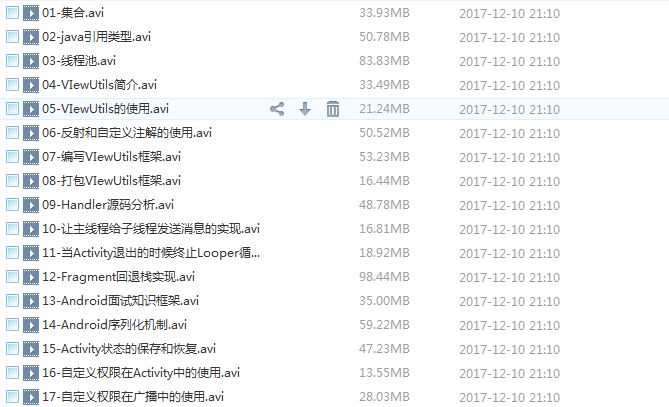 01-集合.avi 33.93MB 2017-12-10 21:10
02-java引用类型.avi 50.78MB 2017-12-10 21:10
03-线程池.avi 83.83MB 2017-12-10 21:10
04-VIewUtils简介.avi 33.49MB 2017-12-10 21:10
05-VIewUtils的使用.avi 21.24MB 2017-12-10 21:10
06-反射和自定义注解的使用.avi 50.52MB 2017-12-10 21:10
07-编写VIewUtils框架.avi 53.23MB 2017-12-10 21:10
08-打包VIewUtils框架.avi 16.44MB 2017-12-10 21:10
09-Handler源码分析.avi 48.78MB 2017-12-10 21:10
10-让主线程给子线程发送消息的实现.avi 16.81MB 2017-12-10 21:10
11-当Activity退出的时候终止Looper循... 18.92MB 2017-12-10 21:10
12-Fragment回退栈实现.avi 98.44MB 2017-12-10 21:10
13-Android面试知识框架.avi 35.00MB 2017-12-10 21:10
14-Android序列化机制.avi 59.22MB 2017-12-10 21:10
15-Activity状态的保存和恢复.avi 47.23MB 2017-12-10 21:10
16-自定义权限在Activity中的使用.avi 13.55MB 2017-12-10 21:10
17-自定义权限在广播中的使用.avi 28.03MB 2017-12-10 21:10